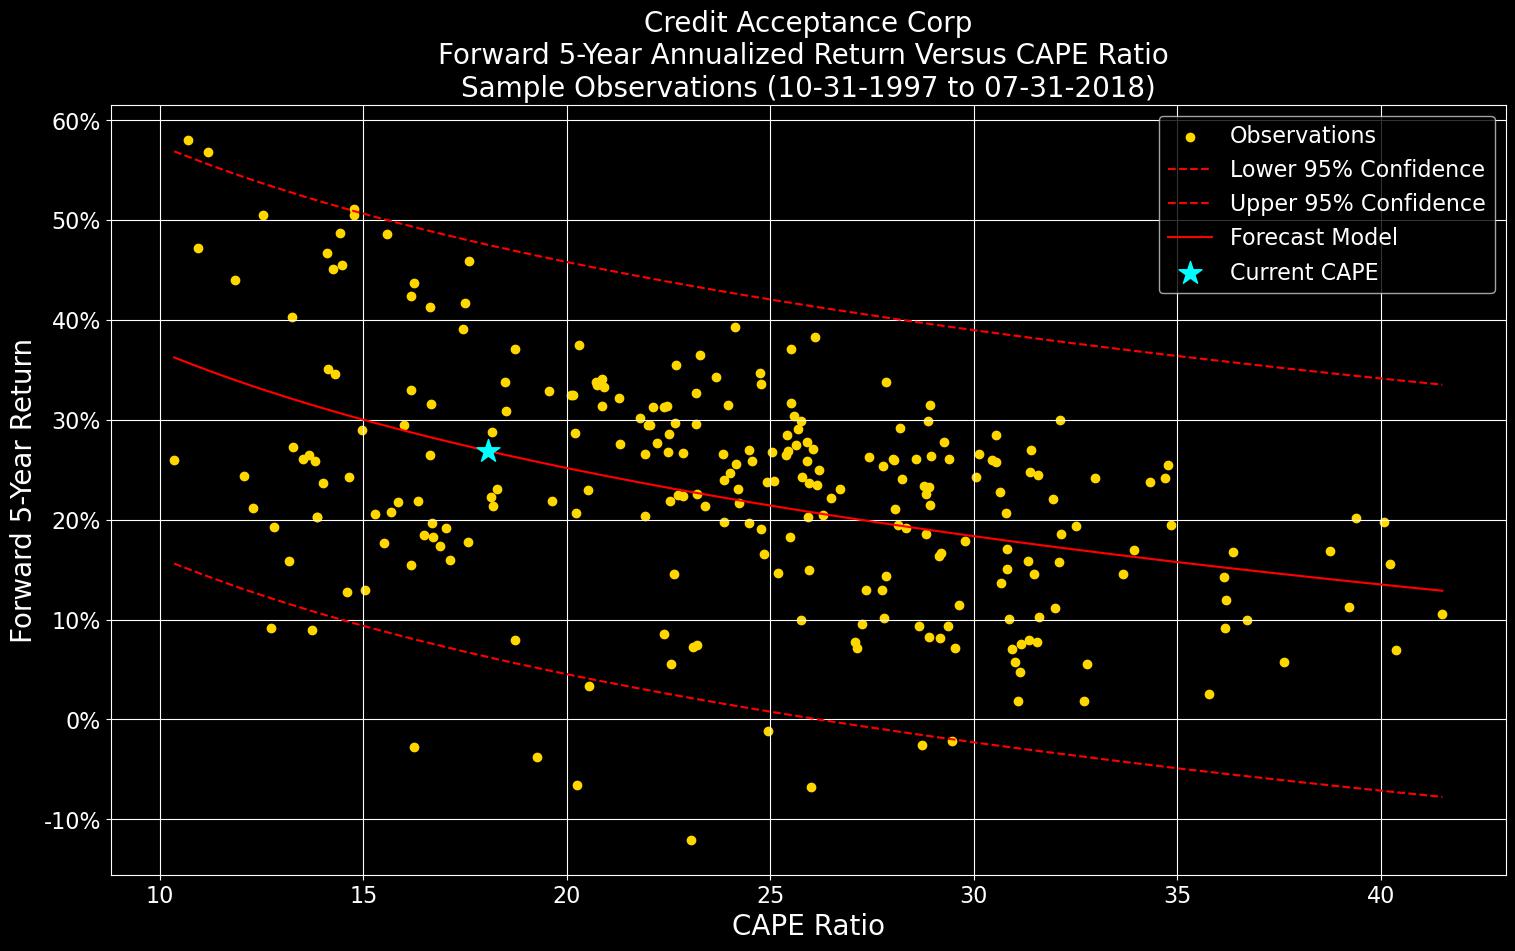 Credit Acceptance Corp
Forward 5-Year Annualized Return Versus CAPE Ratio
Sample Observations (10-31-1997 to 07-31-2018)
Observations
Lower 95% Confidence
Upper 95% Confidence
Forecast Model
Current CAPE
Forward 5-Year Return
60%
50%
40%
30%
20%
10%
0%
-10%
10 15 20 25 30 35 40
CAPE Ratio